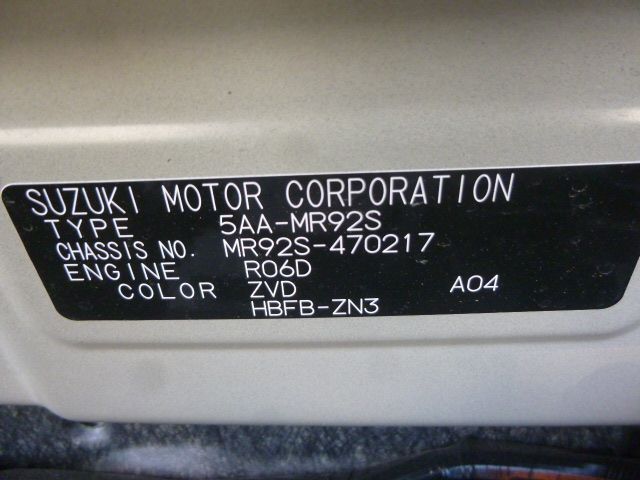 SUZUKI MOTOR CORPORATION
TYPE 5AA-MR92S
CHASSIS NO. MR92S-470217
ENGINE R06D
COLOR ZVD A04
HBFB-ZN3